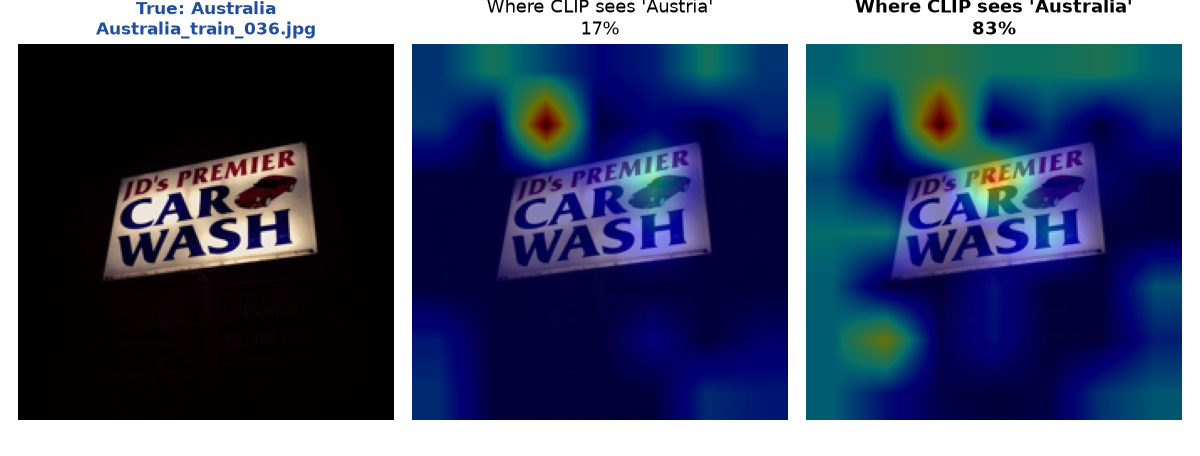 True: Australia
Australia_train_036.jpg
Where CLIP sees 'Austria'
17%
Where CLIP sees 'Australia'
83%
JD's PREMIER
CAR
WASH
JD's PREMIER
CAR
WASH
JD's PREMIER
CAR
WASH